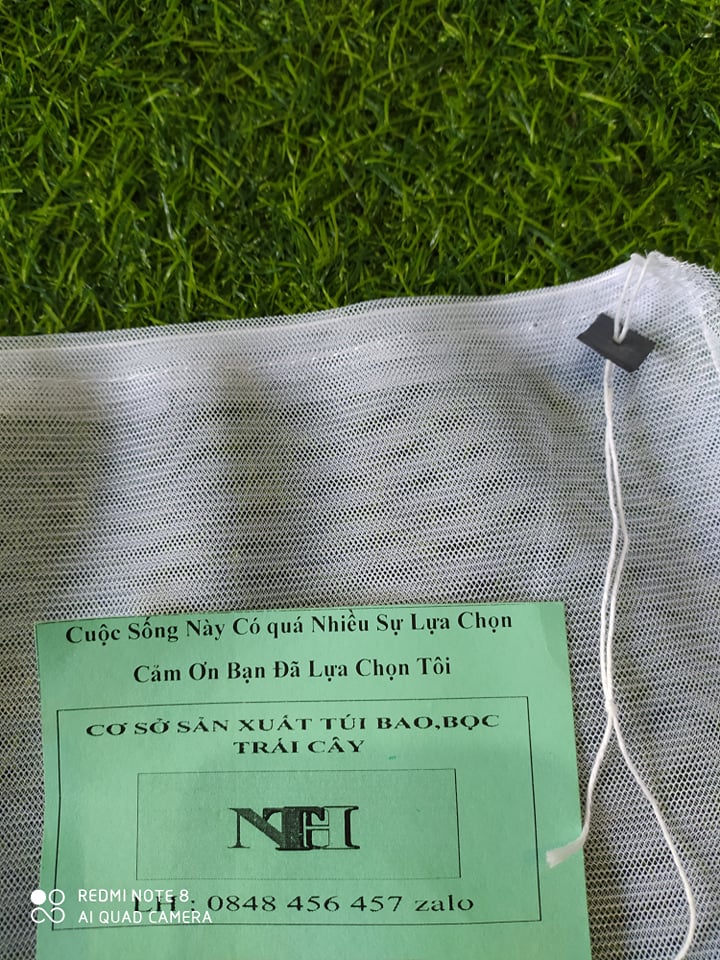 Cuộc Sống Này Có quá Nhiều Sự Lựa Chọn
Cảm Ơn Bạn Đã Lựa Chọn Tôi
CƠ SỞ SẢN XUẤT TÚI BAO,BỌC
TRÁI CÂY
NTH
LH : 0848 456 457 zalo
REDMI NOTE 8
AI QUAD CAMERA